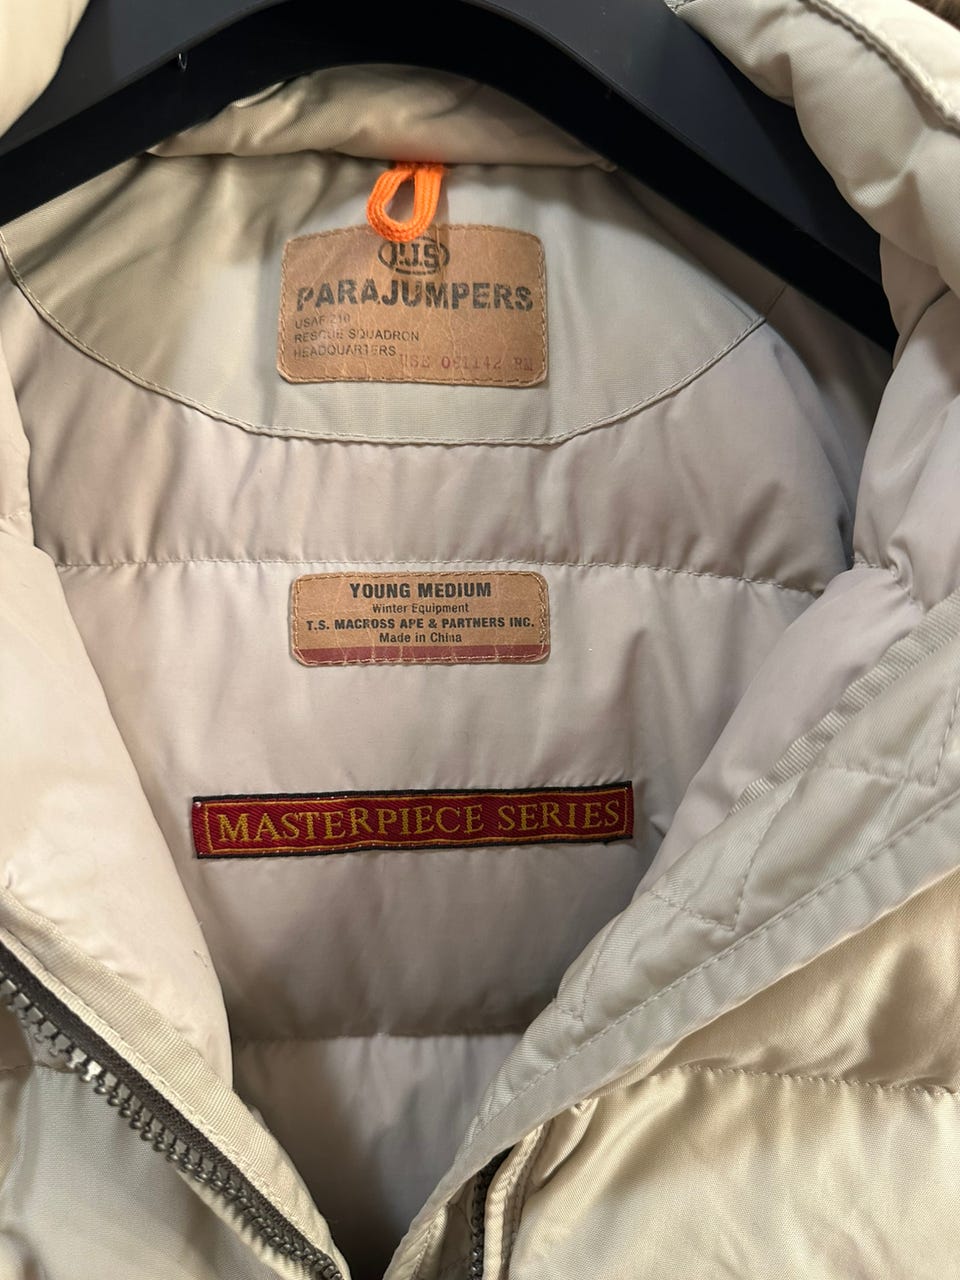 PJS
PARAJUMPERS
USAF 210
RESCUE SQUADRON
HEADQUARTERS
YOUNG MEDIUM
Winter Equipment
T.S. MACROSS APE & PARTNERS INC.
Made in China
MASTERPIECE SERIES